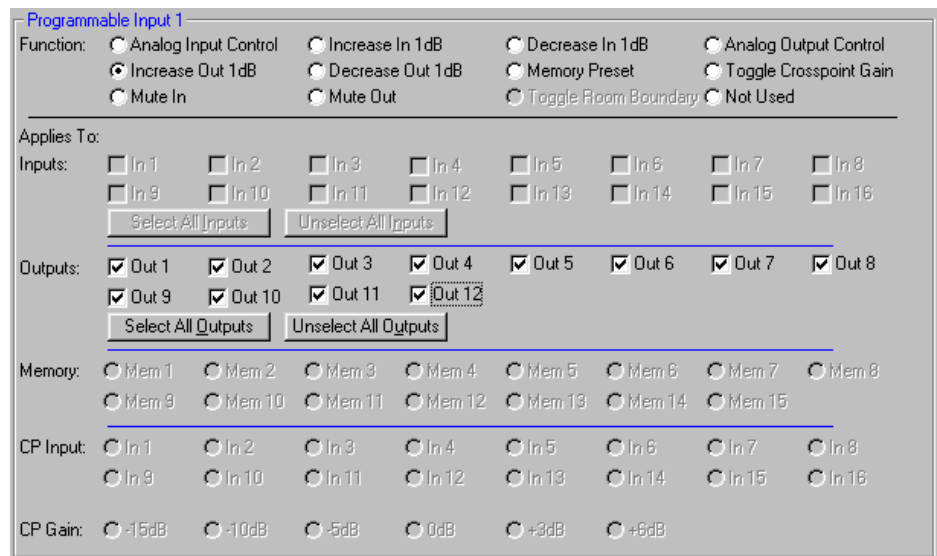 Programmable Input 1
Function: Analog Input Control Increase In 1dB Decrease In 1dB Analog Output Control
Increase Out 1dB Decrease Out 1dB Memory Preset Toggle Crosspoint Gain
Mute In Mute Out Toggle Room Boundary Not Used
Applies To:
Inputs: In 1 In 2 In 3 In 4 In 5 In 6 In 7 In 8
In 9 In 10 In 11 In 12 In 13 In 14 In 15 In 16
Select All Inputs Unselect All Inputs
Outputs: Out 1 Out 2 Out 3 Out 4 Out 5 Out 6 Out 7 Out 8
Out 9 Out 10 Out 11 Out 12
Select All Outputs Unselect All Outputs
Memory: Mem 1 Mem 2 Mem 3 Mem 4 Mem 5 Mem 6 Mem 7 Mem 8
Mem 9 Mem 10 Mem 11 Mem 12 Mem 13 Mem 14 Mem 15
CP Input: In 1 In 2 In 3 In 4 In 5 In 6 In 7 In 8
In 9 In 10 In 11 In 12 In 13 In 14 In 15 In 16
CP Gain: -15dB -10dB -5dB 0dB +3dB +6dB